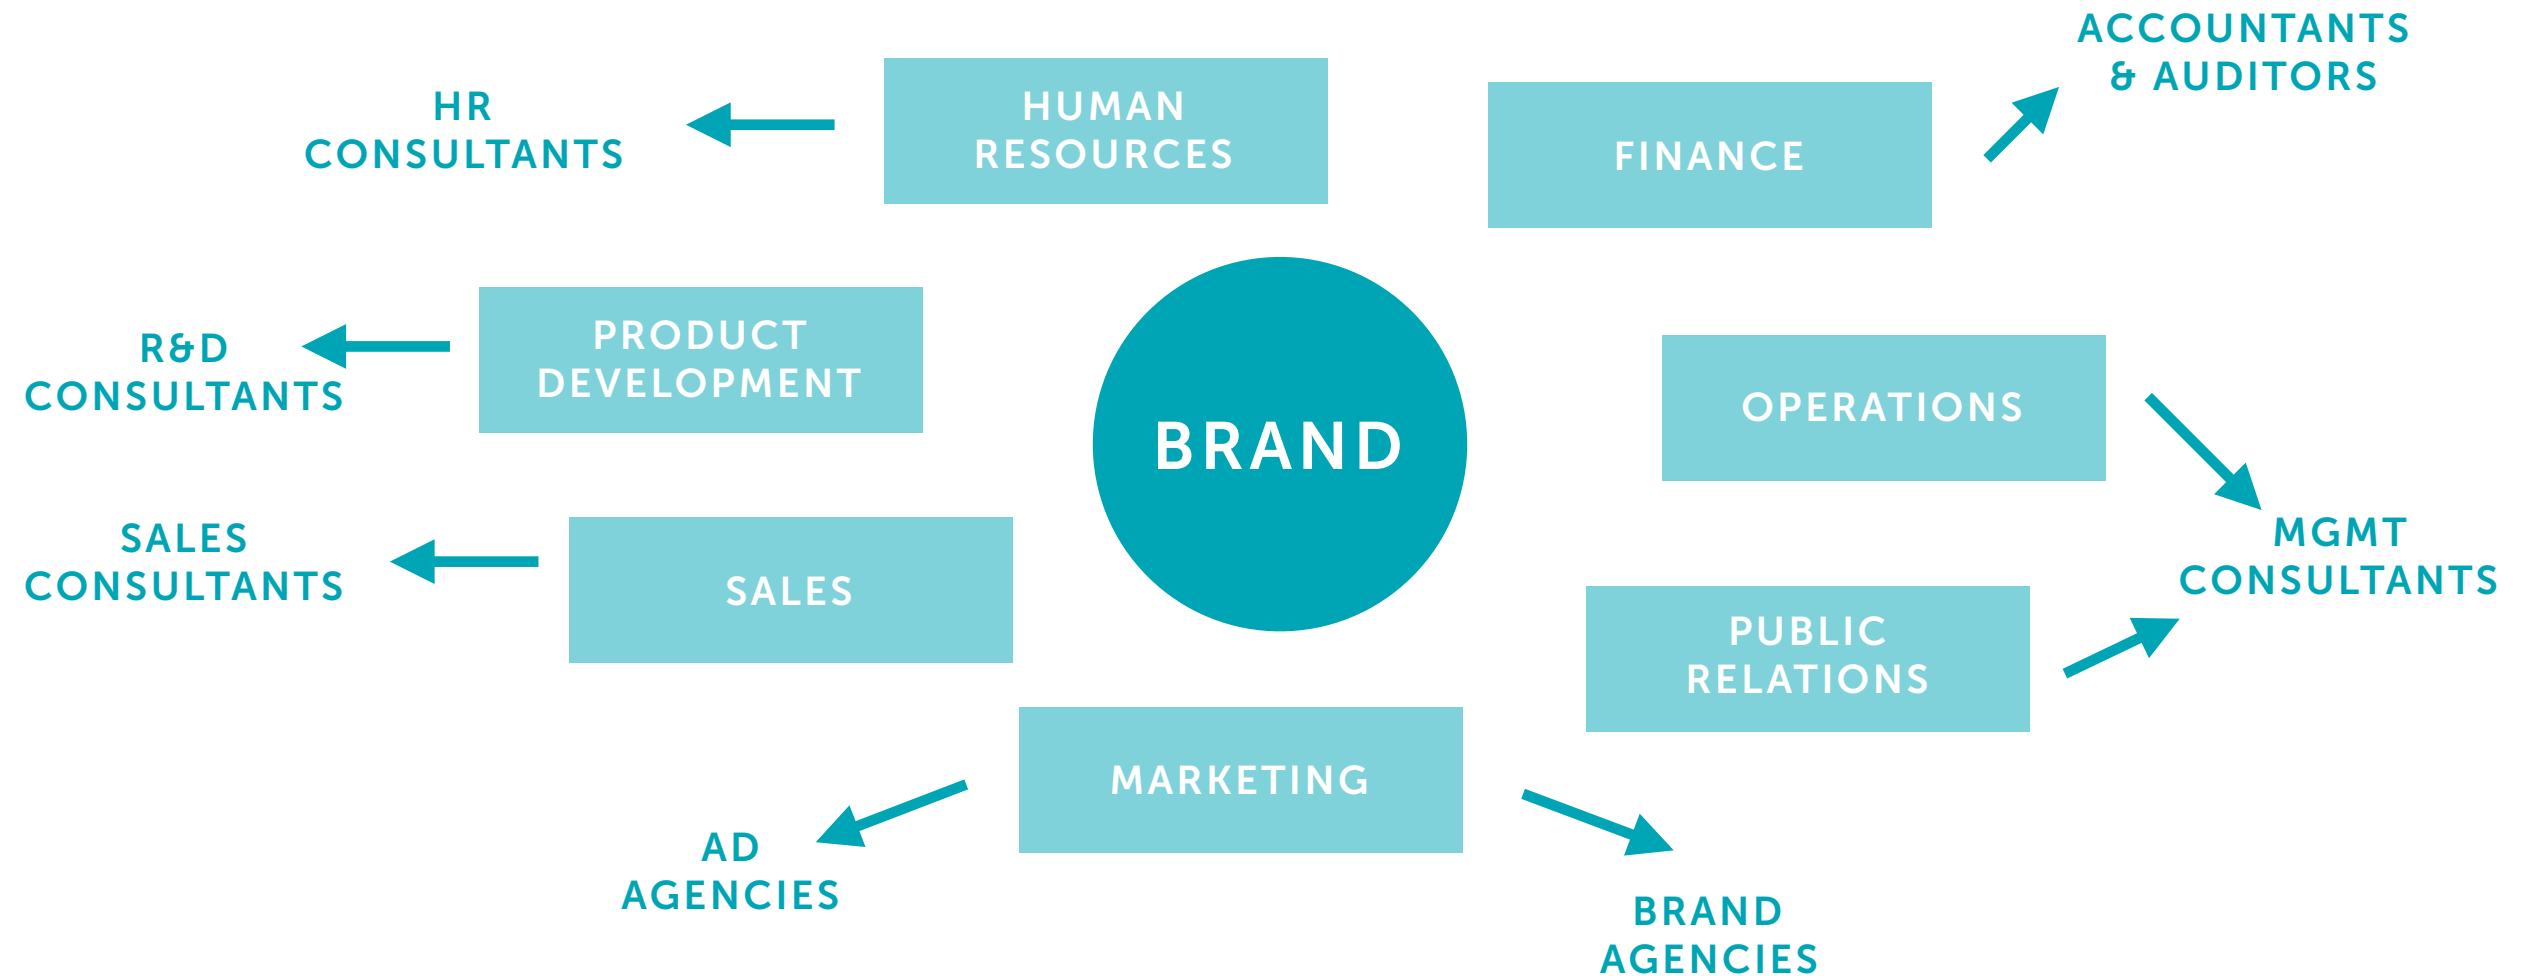 ACCOUNTANTS
& AUDITORS
HR
CONSULTANTS
HUMAN
RESOURCES
FINANCE
R&D
CONSULTANTS
PRODUCT
DEVELOPMENT
BRAND
OPERATIONS
SALES
CONSULTANTS
SALES
MGMT
CONSULTANTS
PUBLIC
RELATIONS
MARKETING
AD
AGENCIES
BRAND
AGENCIES